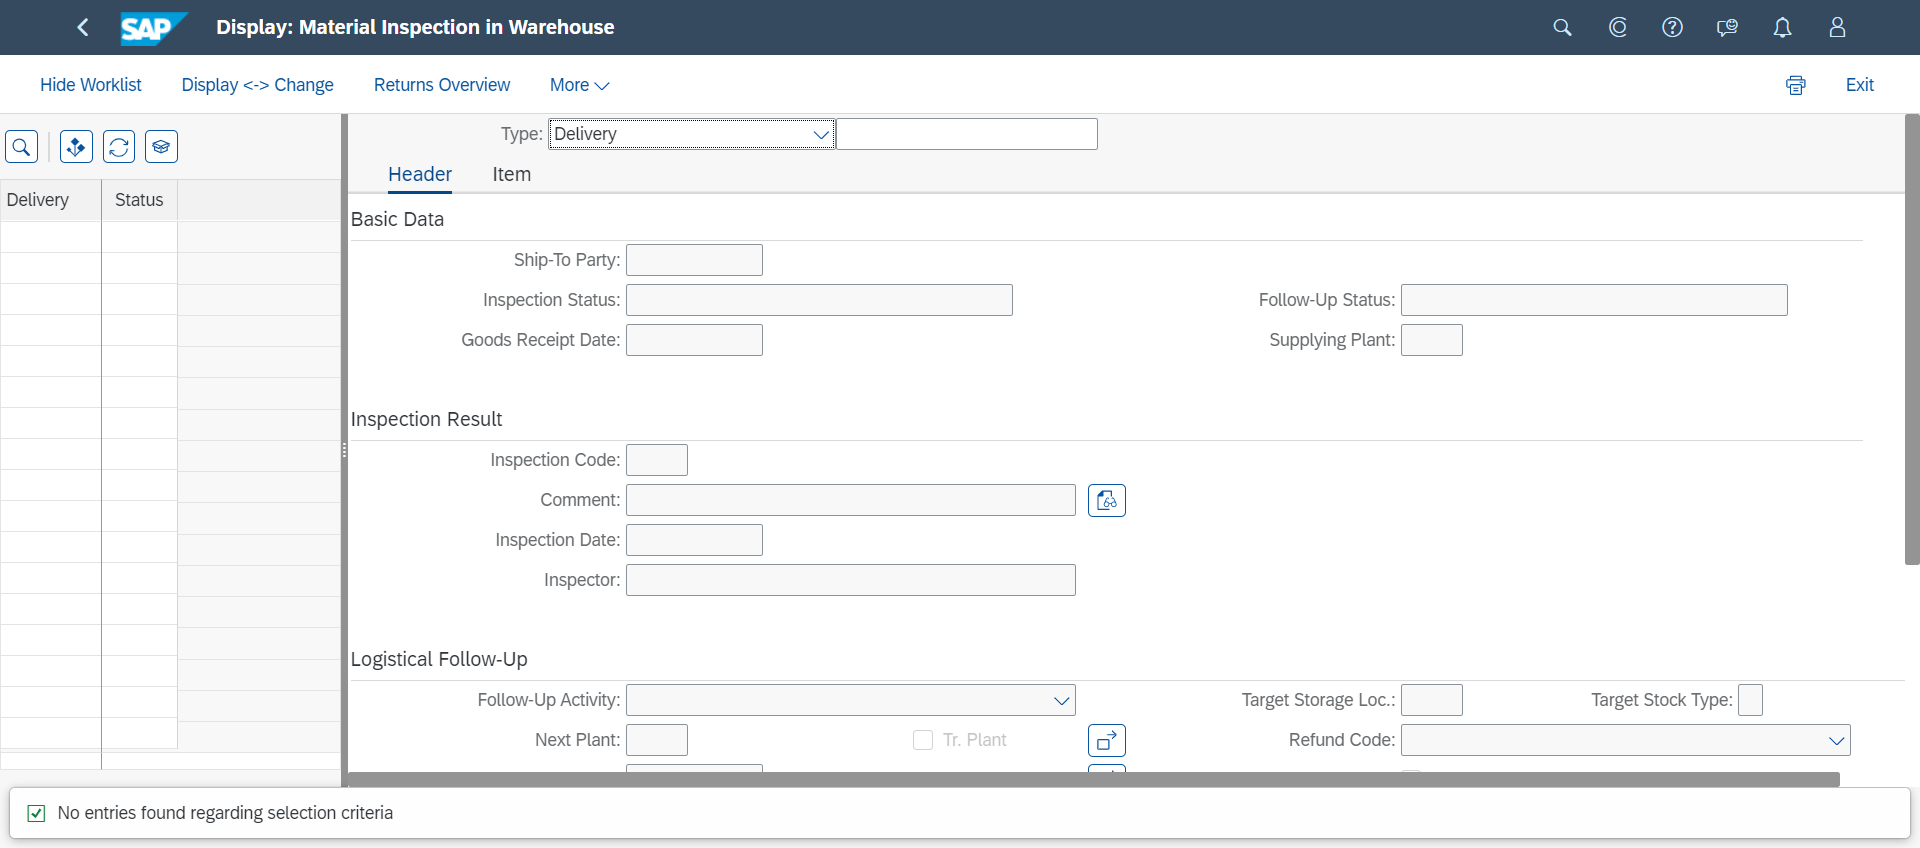 SAP Display: Material Inspection in Warehouse
Hide Worklist Display <-> Change Returns Overview More Exit
Type: Delivery
Header Item
Delivery Status
Basic Data
Ship-To Party:
Inspection Status: Follow-Up Status:
Goods Receipt Date: Supplying Plant:
Inspection Result
Inspection Code:
Comment:
Inspection Date:
Inspector:
Logistical Follow-Up
Follow-Up Activity: Target Storage Loc.: Target Stock Type:
Next Plant: Tr. Plant Refund Code:
No entries found regarding selection criteria